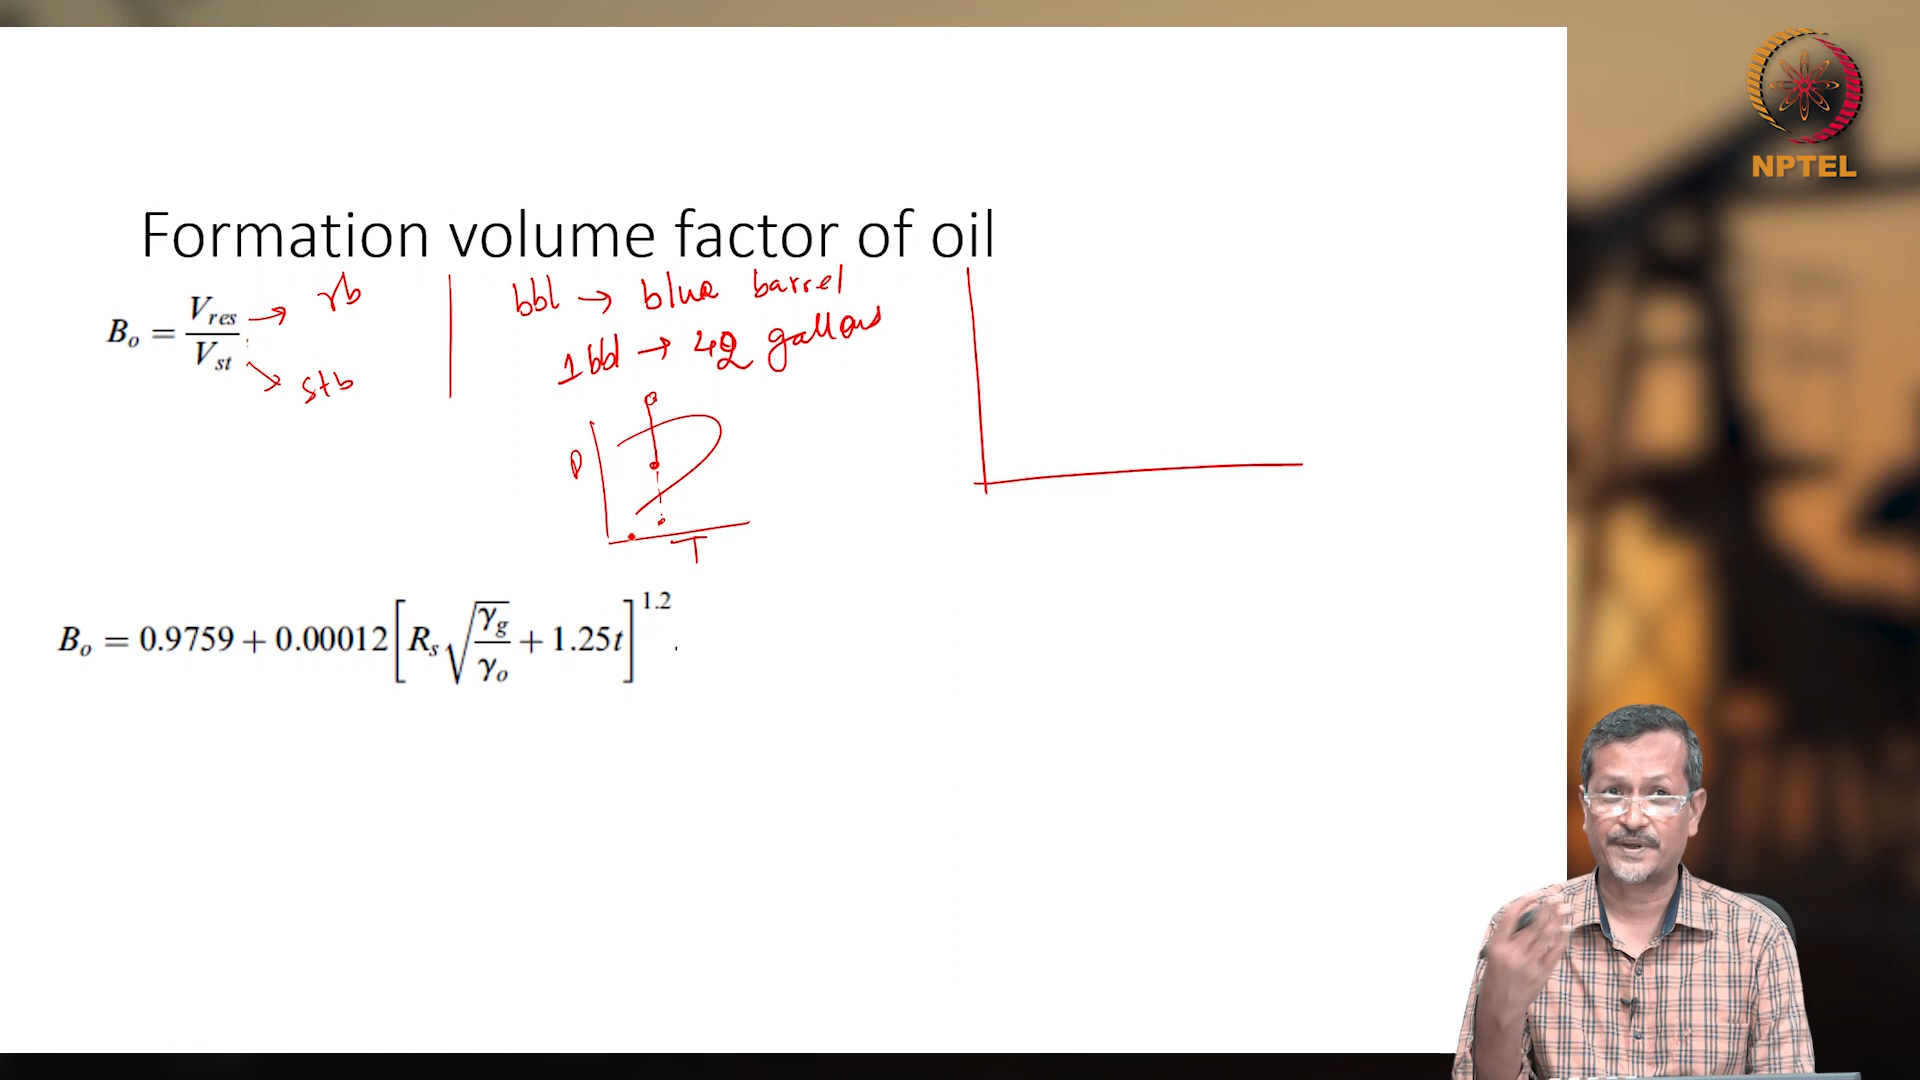 NPTEL
Formation volume factor of oil
B_o = V_res / V_st
→ rb
→ stb
bbl → blue barrel
1 bbl → 42 gallons
P
T
B_o = 0.9759 + 0.00012 [ R_s √(γ_g / γ_o) + 1.25t ]^1.2 .